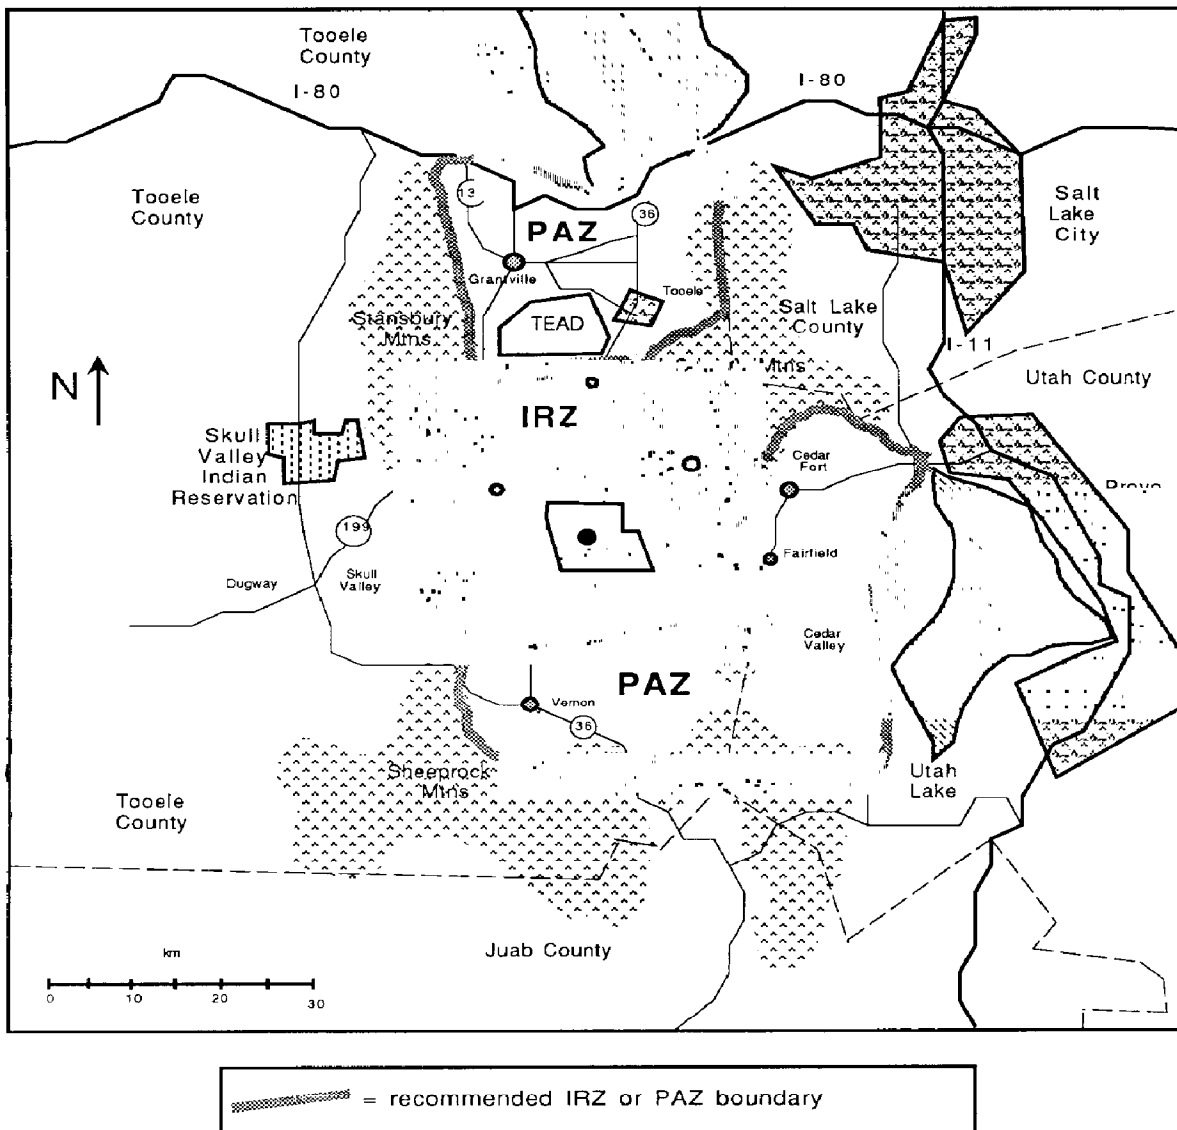 Tooele
County
I-80
I-80
Tooele
County
13
PAZ
36
Salt
Lake
City
Grantville
Tooele
Stansbury
Mtns
TEAD
Salt Lake
County
I-11
Mtns
Utah County
N
IRZ
Skull
Valley
Indian
Reservation
Cedar
Fort
Provo
199
Fairfield
Dugway
Skull
Valley
Cedar
Valley
PAZ
Vernon
36
Sheeprock
Mtns
Utah
Lake
Tooele
County
Juab County
km
0 10 20 30
= recommended IRZ or PAZ boundary